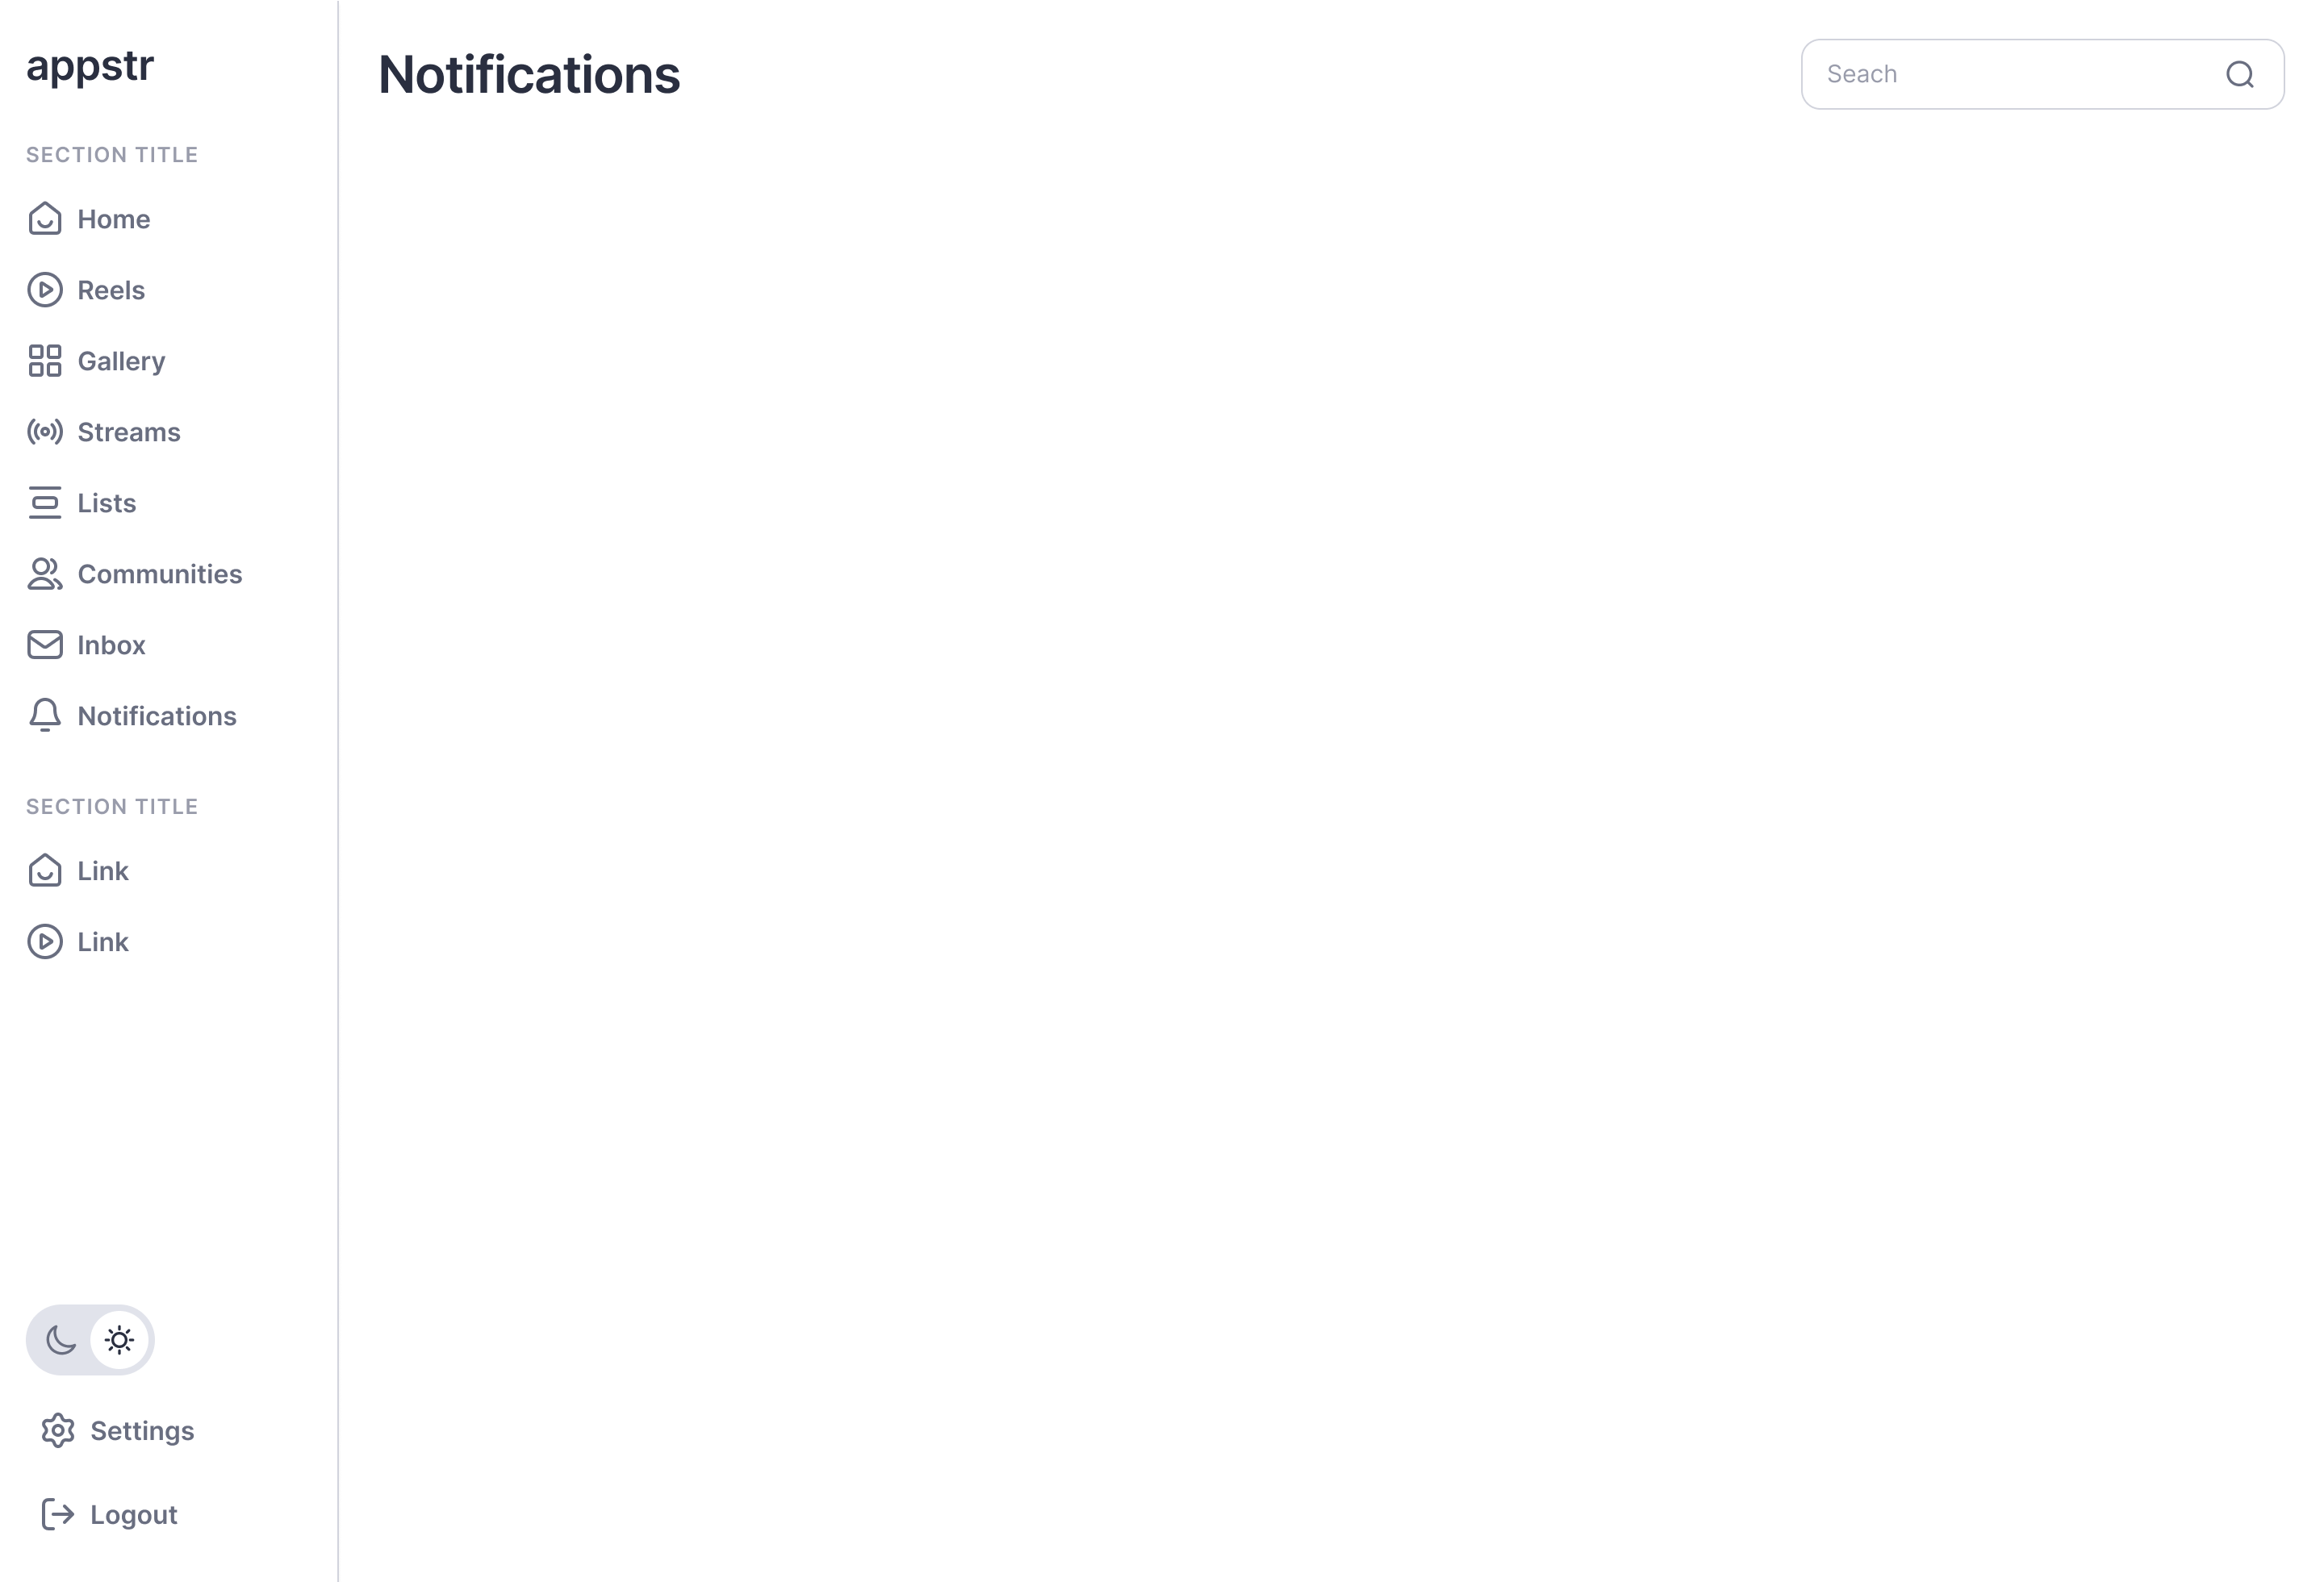 appstr
SECTION TITLE
Home
Reels
Gallery
Streams
Lists
Communities
Inbox
Notifications
SECTION TITLE
Link
Link
Settings
Logout
Notifications
Seach